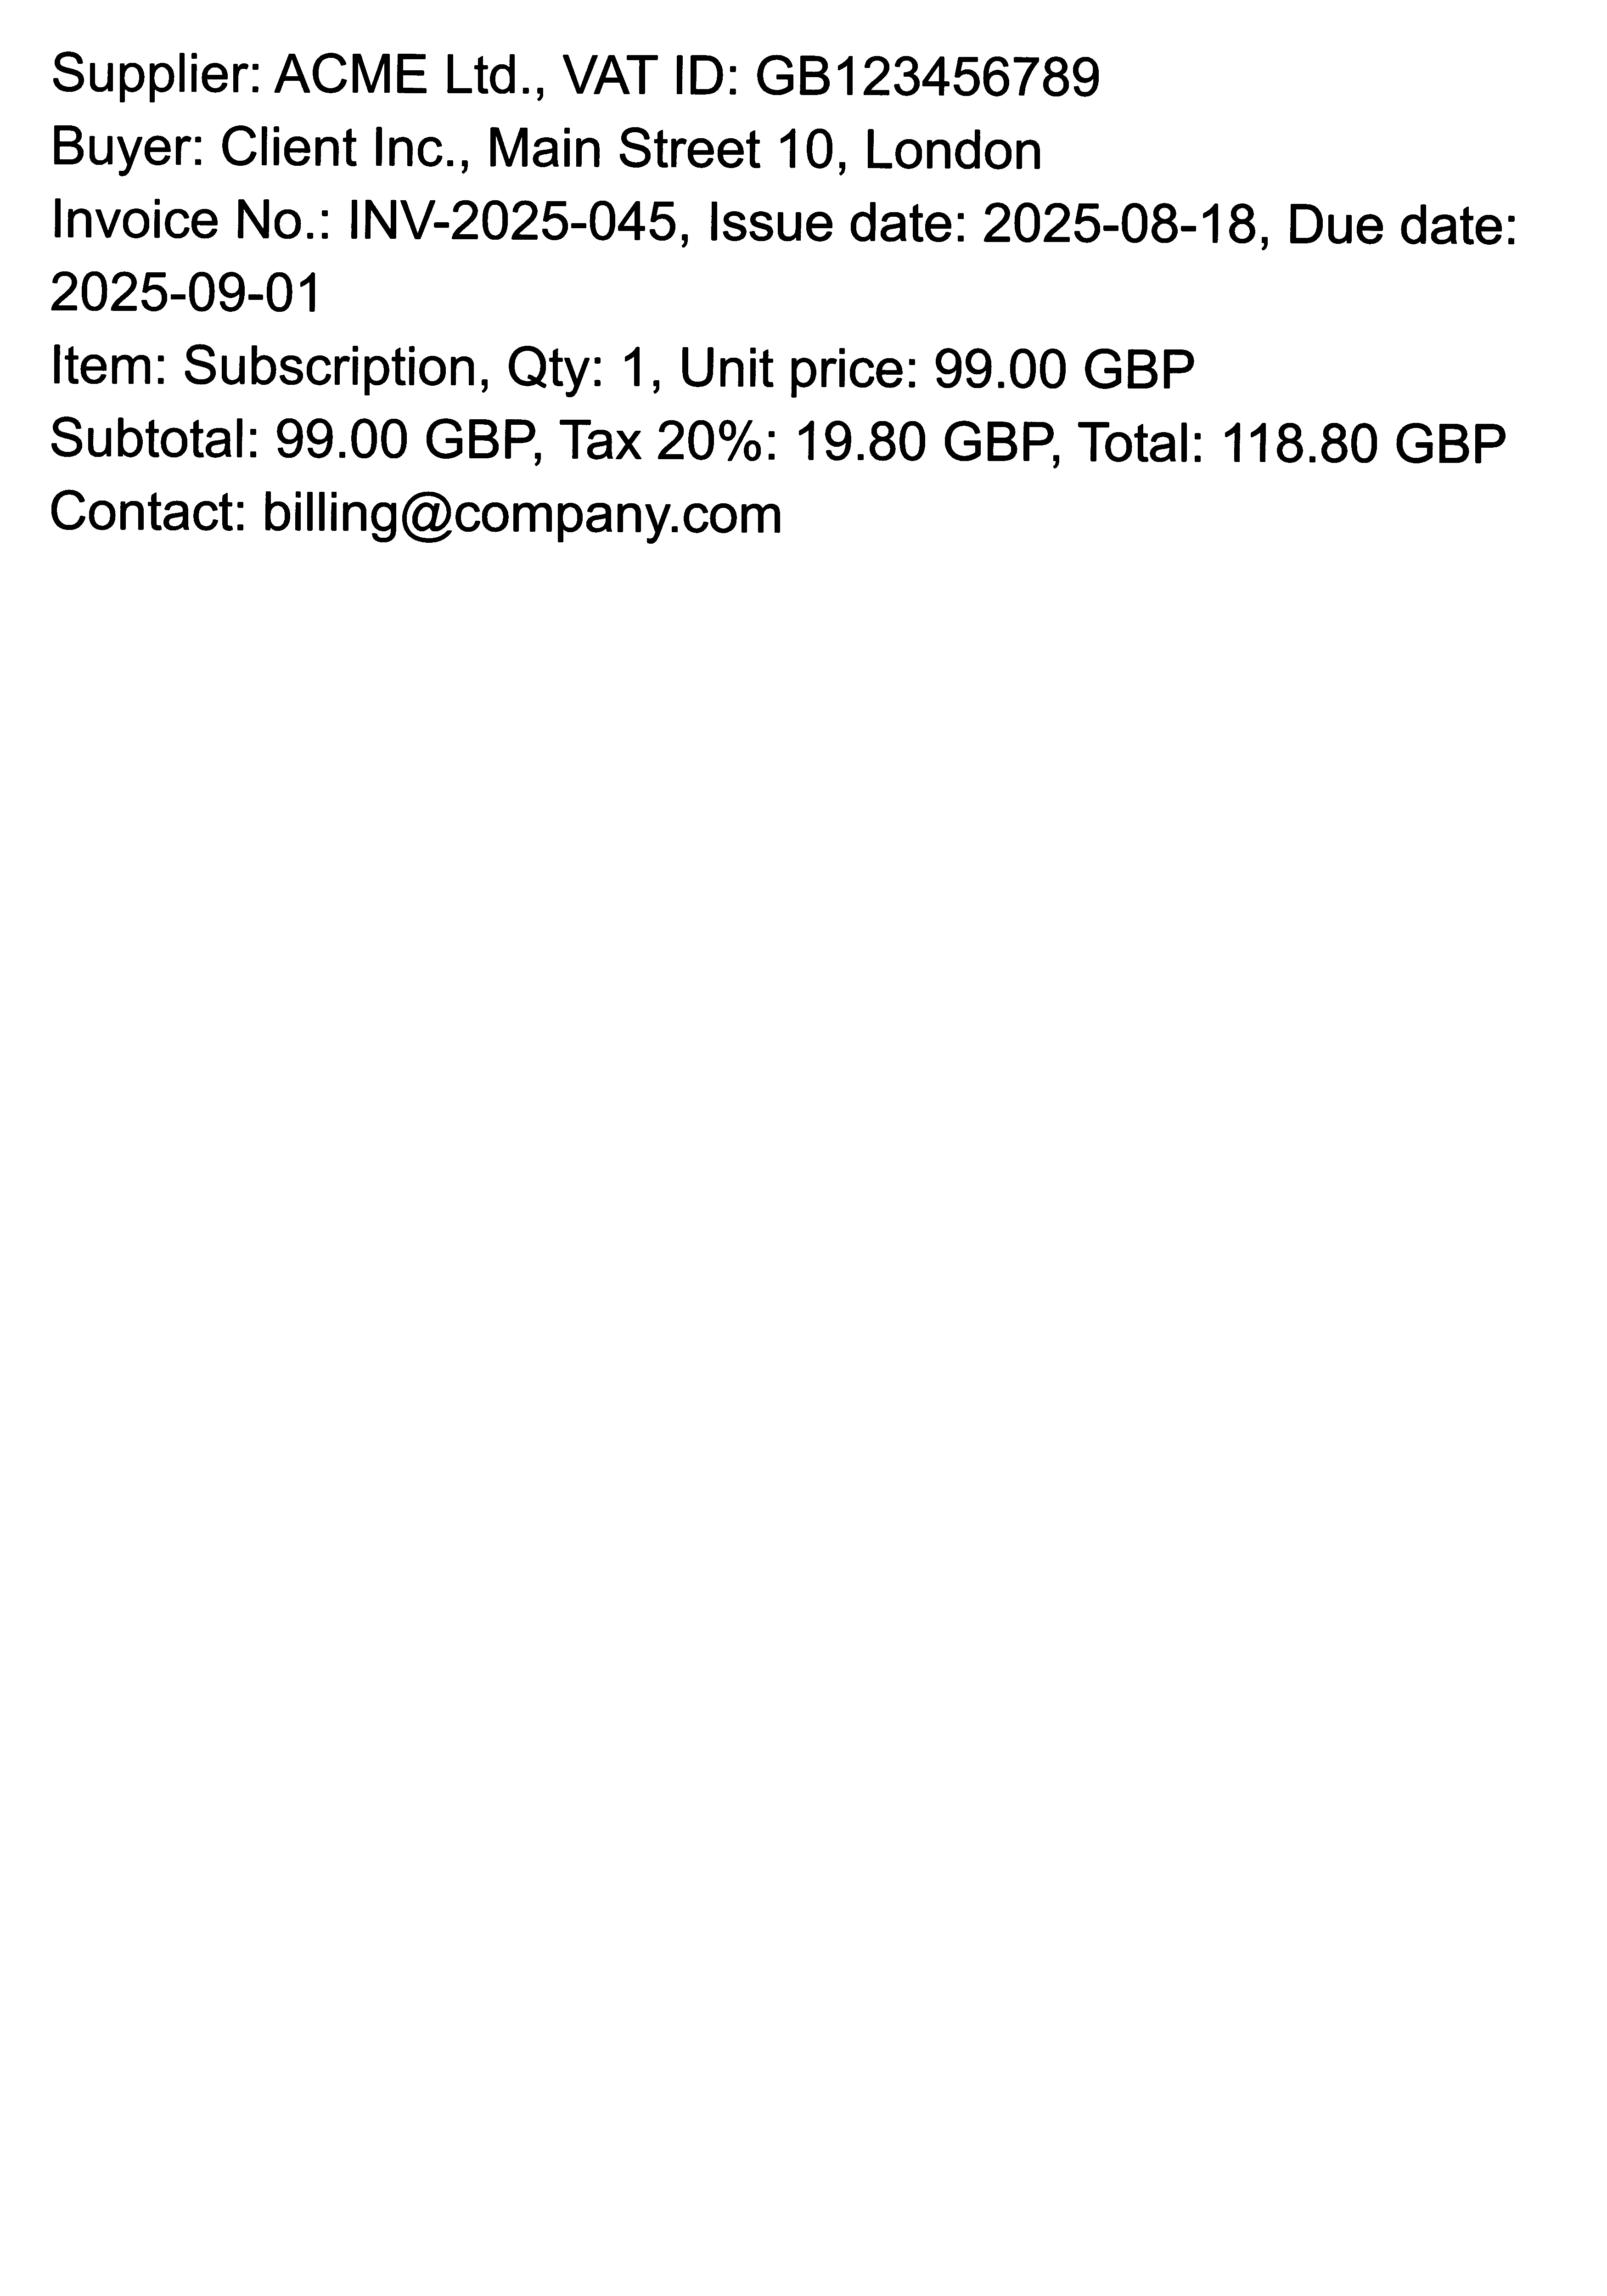 Supplier: ACME Ltd., VAT ID: GB123456789
Buyer: Client Inc., Main Street 10, London
Invoice No.: INV-2025-045, Issue date: 2025-08-18, Due date:
2025-09-01
Item: Subscription, Qty: 1, Unit price: 99.00 GBP
Subtotal: 99.00 GBP, Tax 20%: 19.80 GBP, Total: 118.80 GBP
Contact: billing@company.com